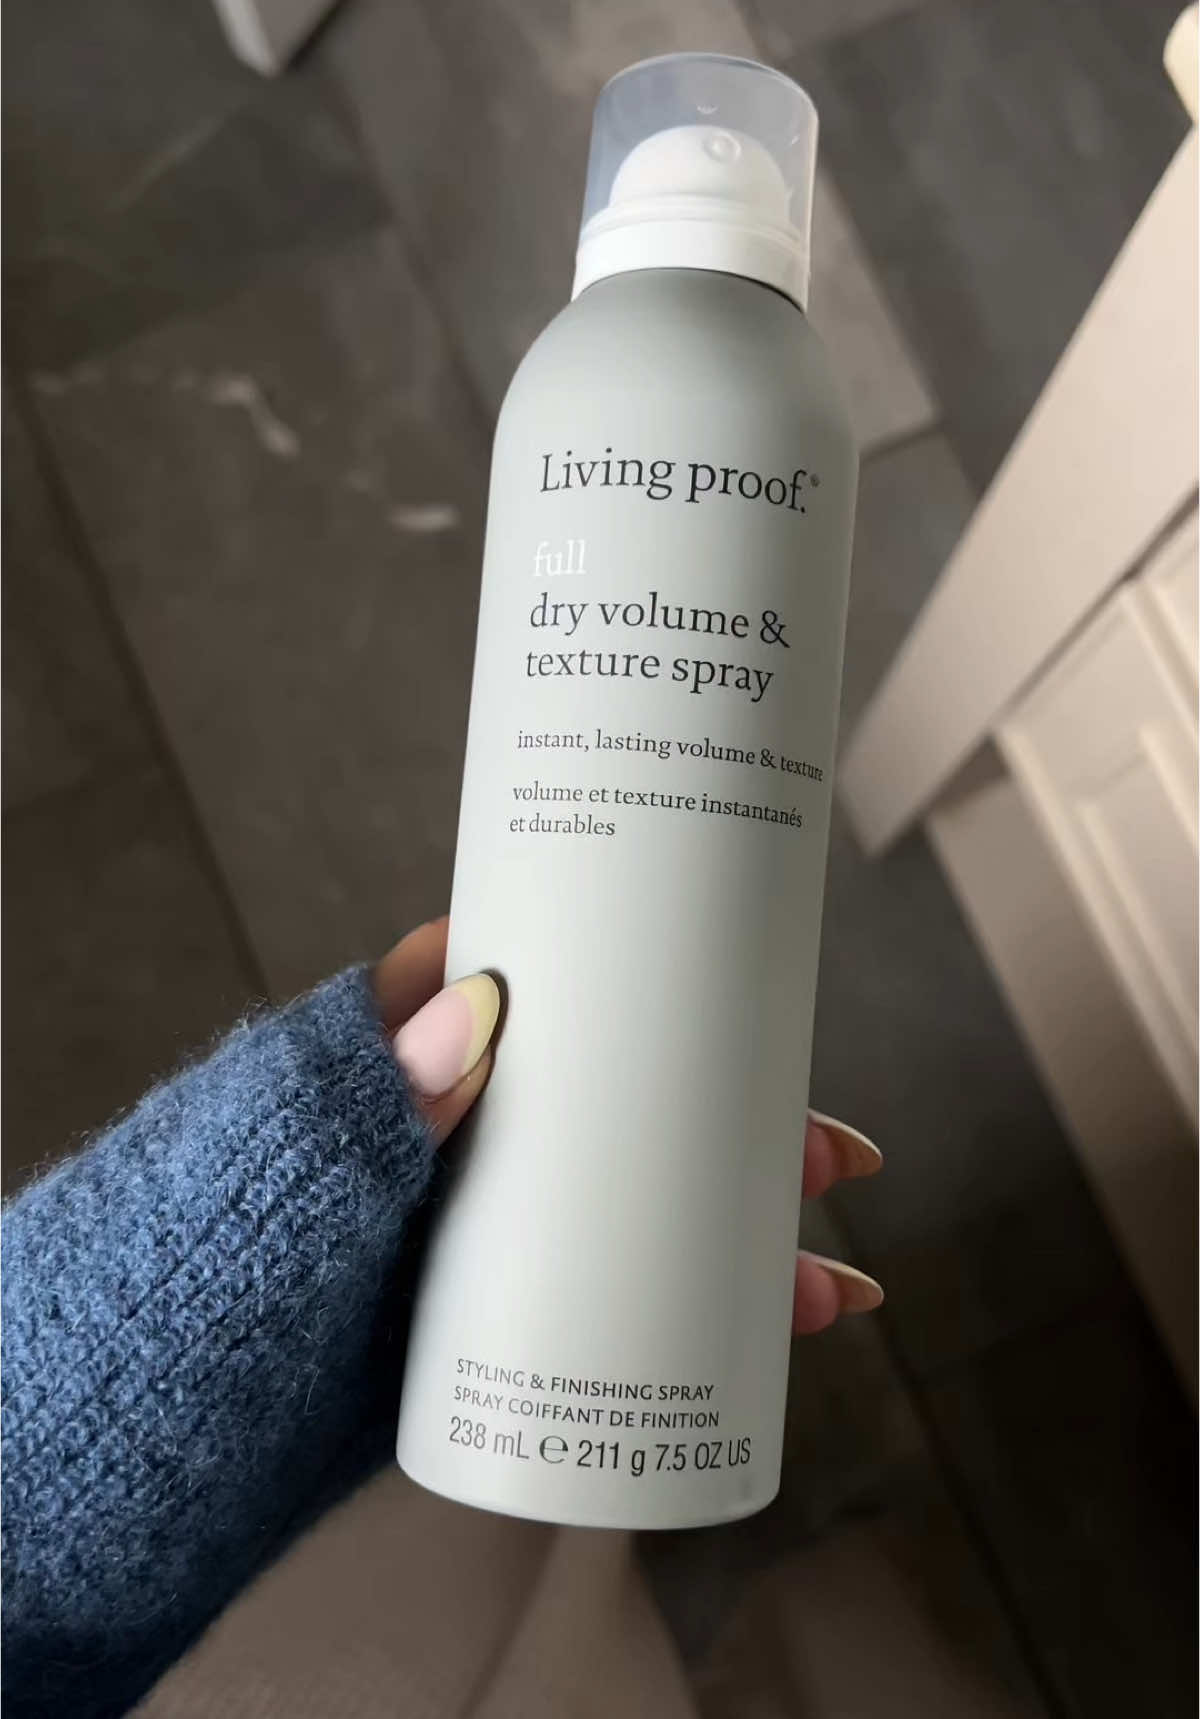 Living proof.®
full
dry volume &
texture spray
instant, lasting volume & texture
volume et texture instantanés
et durables
STYLING & FINISHING SPRAY
SPRAY COIFFANT DE FINITION
238 mL ℮ 211 g 7.5 OZ US